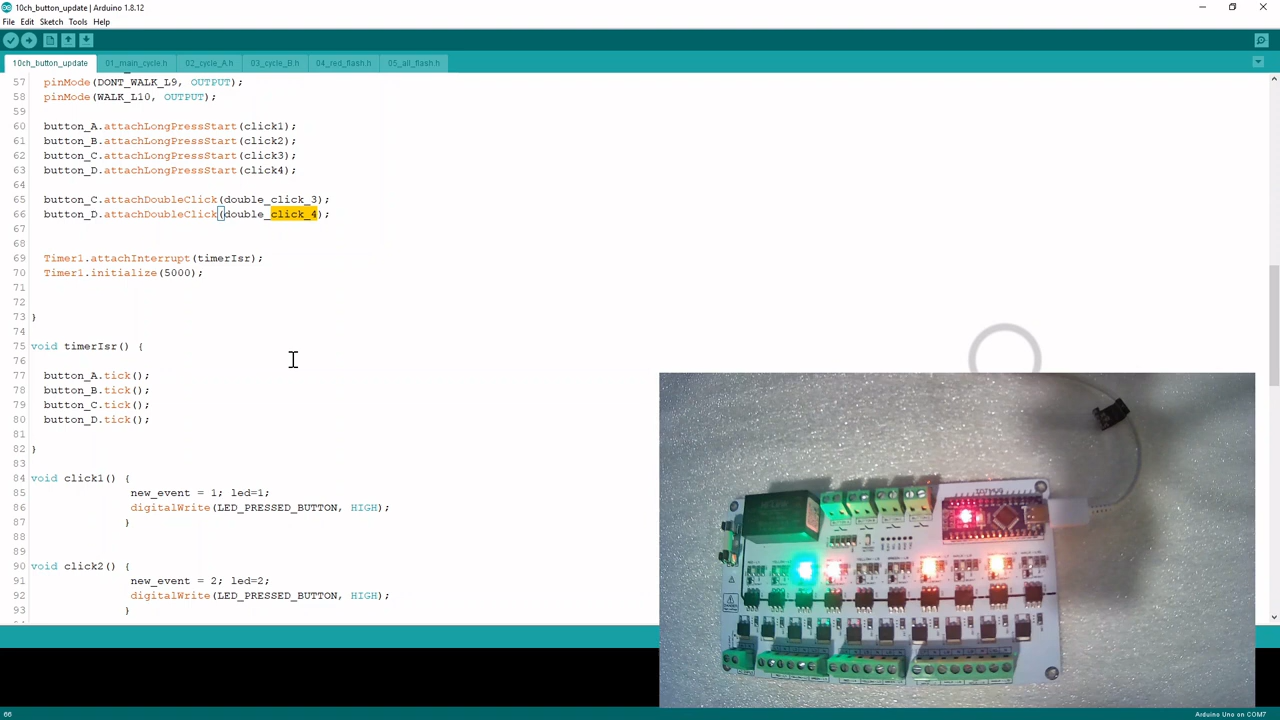 10ch_button_update | Arduino 1.8.12
File Edit Sketch Tools Help
10ch_button_update 01_main_cycle.h 02_cycle_A.h 03_cycle_B.h 04_red_flash.h 05_all_flash.h
57 pinMode(DONT_WALK_L9, OUTPUT);
58 pinMode(WALK_L10, OUTPUT);
59
60 button_A.attachLongPressStart(click1);
61 button_B.attachLongPressStart(click2);
62 button_C.attachLongPressStart(click3);
63 button_D.attachLongPressStart(click4);
64
65 button_C.attachDoubleClick(double_click_3);
66 button_D.attachDoubleClick(double_click_4);
67
68
69 Timer1.attachInterrupt(timerIsr);
70 Timer1.initialize(5000);
71
72
73 }
74
75 void timerIsr() {
76
77 button_A.tick();
78 button_B.tick();
79 button_C.tick();
80 button_D.tick();
81
82 }
83
84 void click1() {
85 new_event = 1; led=1;
86 digitalWrite(LED_PRESSED_BUTTON, HIGH);
87 }
88
89
90 void click2() {
91 new_event = 2; led=2;
92 digitalWrite(LED_PRESSED_BUTTON, HIGH);
93 }
66 Arduino Uno on COM7